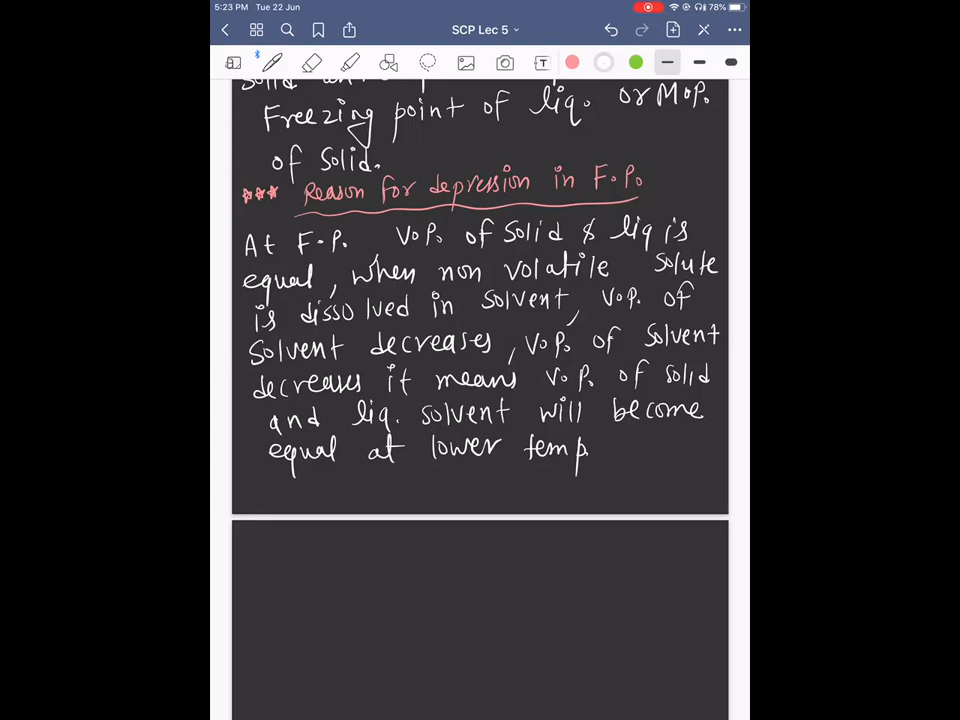 5:23 PM Tue 22 Jun
78%
SCP Lec 5
T
Solid
Freezing point of liq. or M.P.
of Solid.
*** Reason for depression in F.P.
At F.P. V.P. of Solid & liq is
equal, when non volatile solute
is dissolved in solvent, V.P. of
Solvent decreases, V.P. of solvent
decreases it means V.P. of solid
and liq. solvent will become
equal at lower temp.